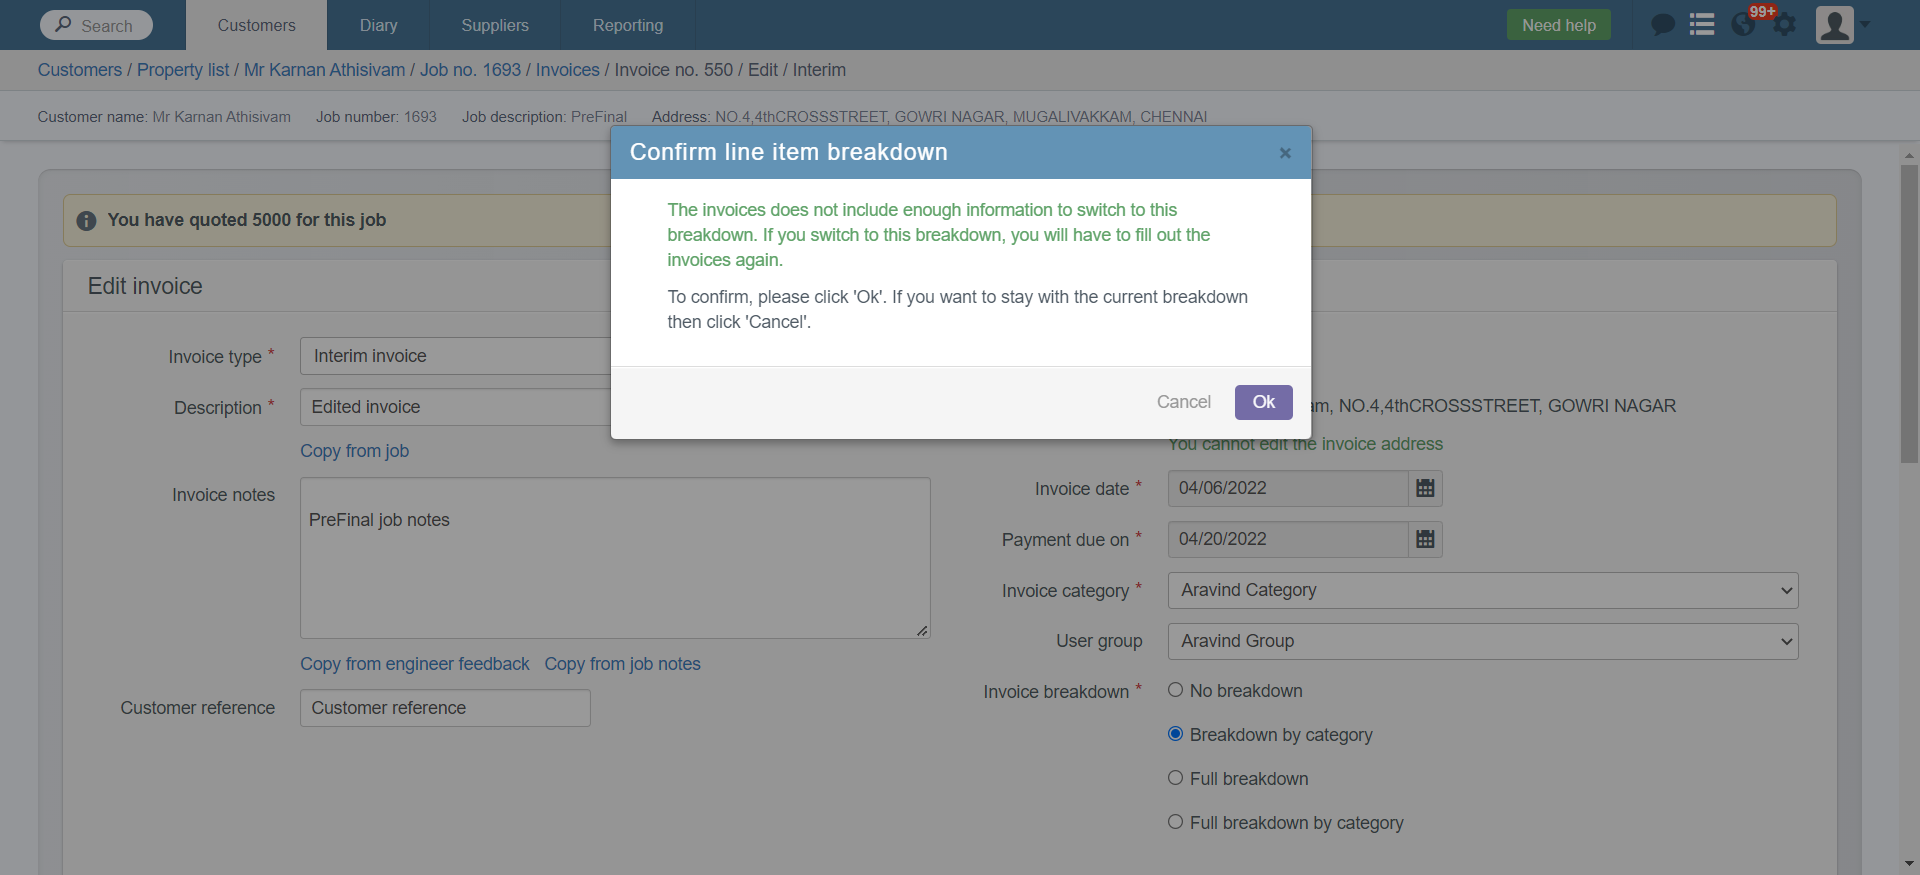 Search
Customers
Diary
Suppliers
Reporting
Need help
99+
Customers / Property list / Mr Karnan Athisivam / Job no. 1693 / Invoices / Invoice no. 550 / Edit / Interim
Customer name: Mr Karnan Athisivam Job number: 1693 Job description: PreFinal Address: NO.4,4thCROSSSTREET, GOWRI NAGAR, MUGALIVAKKAM, CHENNAI
Confirm line item breakdown
×
The invoices does not include enough information to switch to this
breakdown. If you switch to this breakdown, you will have to fill out the
invoices again.
To confirm, please click 'Ok'. If you want to stay with the current breakdown
then click 'Cancel'.
Cancel
Ok
You have quoted 5000 for this job
Edit invoice
Invoice type *
Interim invoice
Description *
Edited invoice
Copy from job
Invoice notes
PreFinal job notes
Copy from engineer feedback Copy from job notes
Customer reference
Customer reference
NO.4,4thCROSSSTREET, GOWRI NAGAR
You cannot edit the invoice address
Invoice date *
04/06/2022
Payment due on *
04/20/2022
Invoice category *
Aravind Category
User group
Aravind Group
Invoice breakdown *
No breakdown
Breakdown by category
Full breakdown
Full breakdown by category